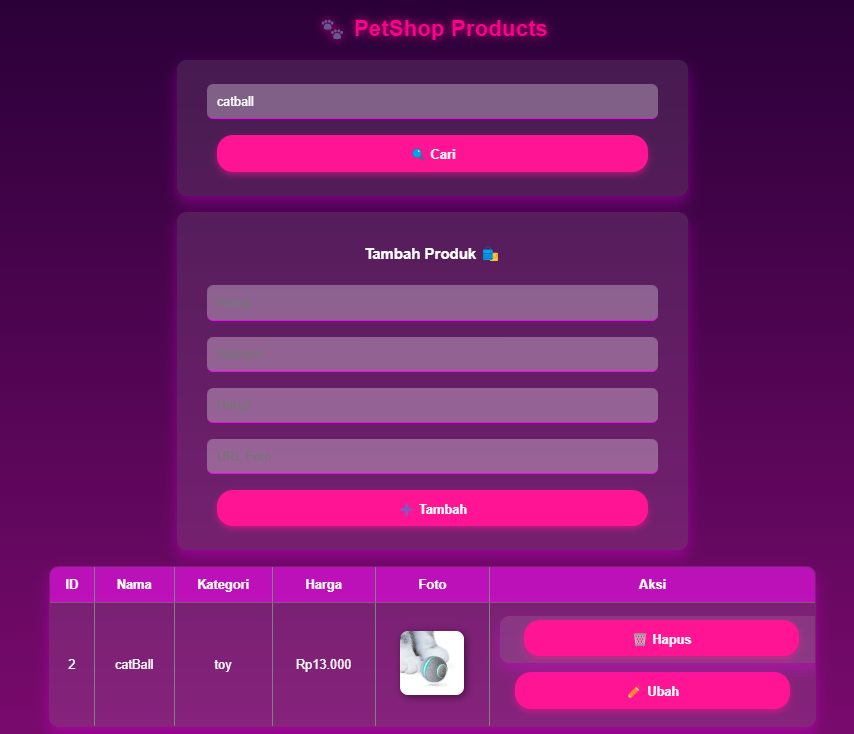 🐾 PetShop Products
catball
🔍 Cari
Tambah Produk 🛍️
Nama
Kategori
Harga
URL Foto
➕ Tambah
ID Nama Kategori Harga Foto Aksi
2 catBall toy Rp13.000
🗑️ Hapus
✏️ Ubah